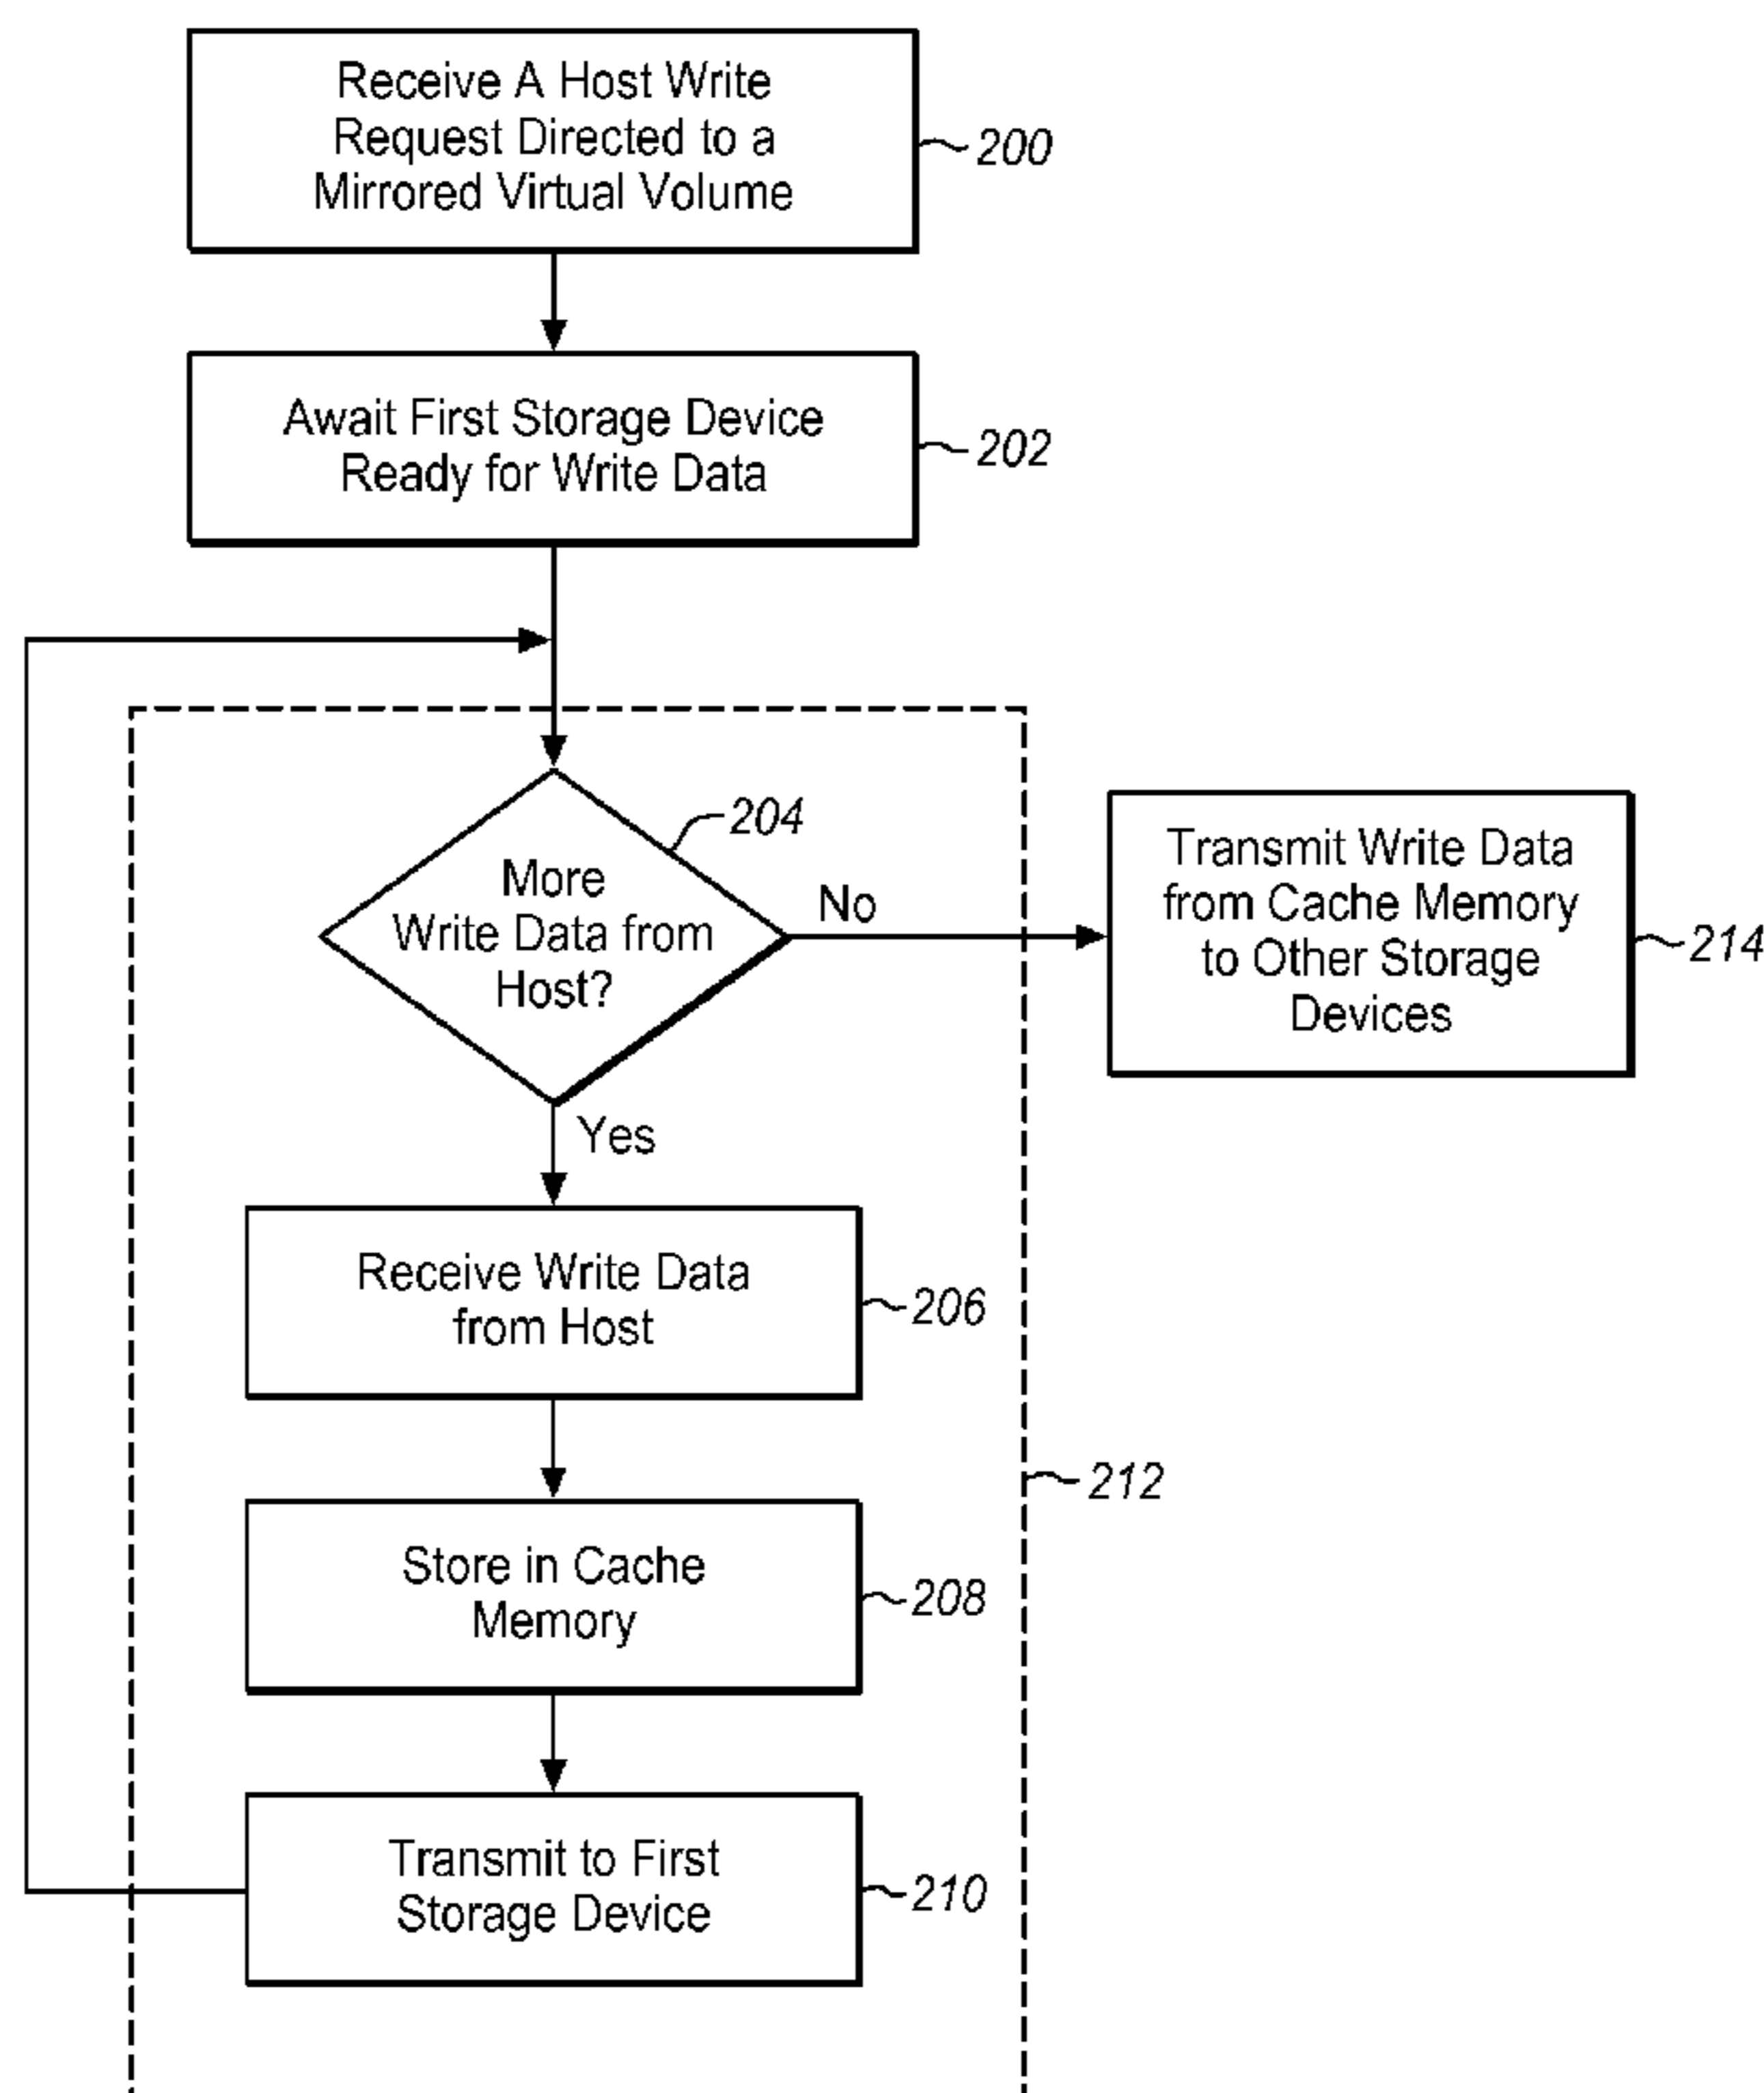 Receive A Host Write
Request Directed to a
Mirrored Virtual Volume
200
Await First Storage Device
Ready for Write Data
202
204
More
Write Data from
Host?
No
Yes
Transmit Write Data
from Cache Memory
to Other Storage
Devices
214
Receive Write Data
from Host
206
212
Store in Cache
Memory
208
Transmit to First
Storage Device
210